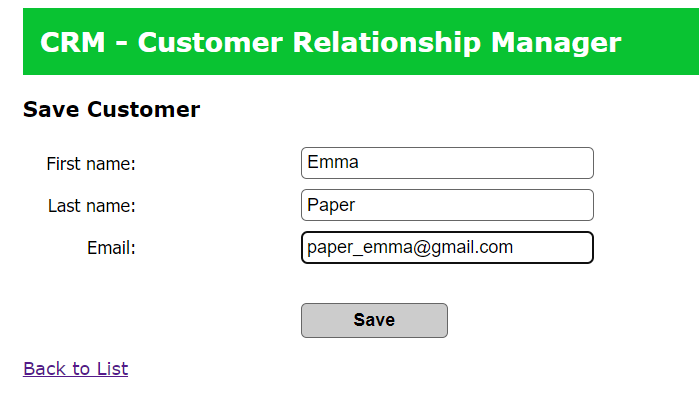 CRM - Customer Relationship Manager
Save Customer
First name: Emma
Last name: Paper
Email: paper_emma@gmail.com
Save
Back to List